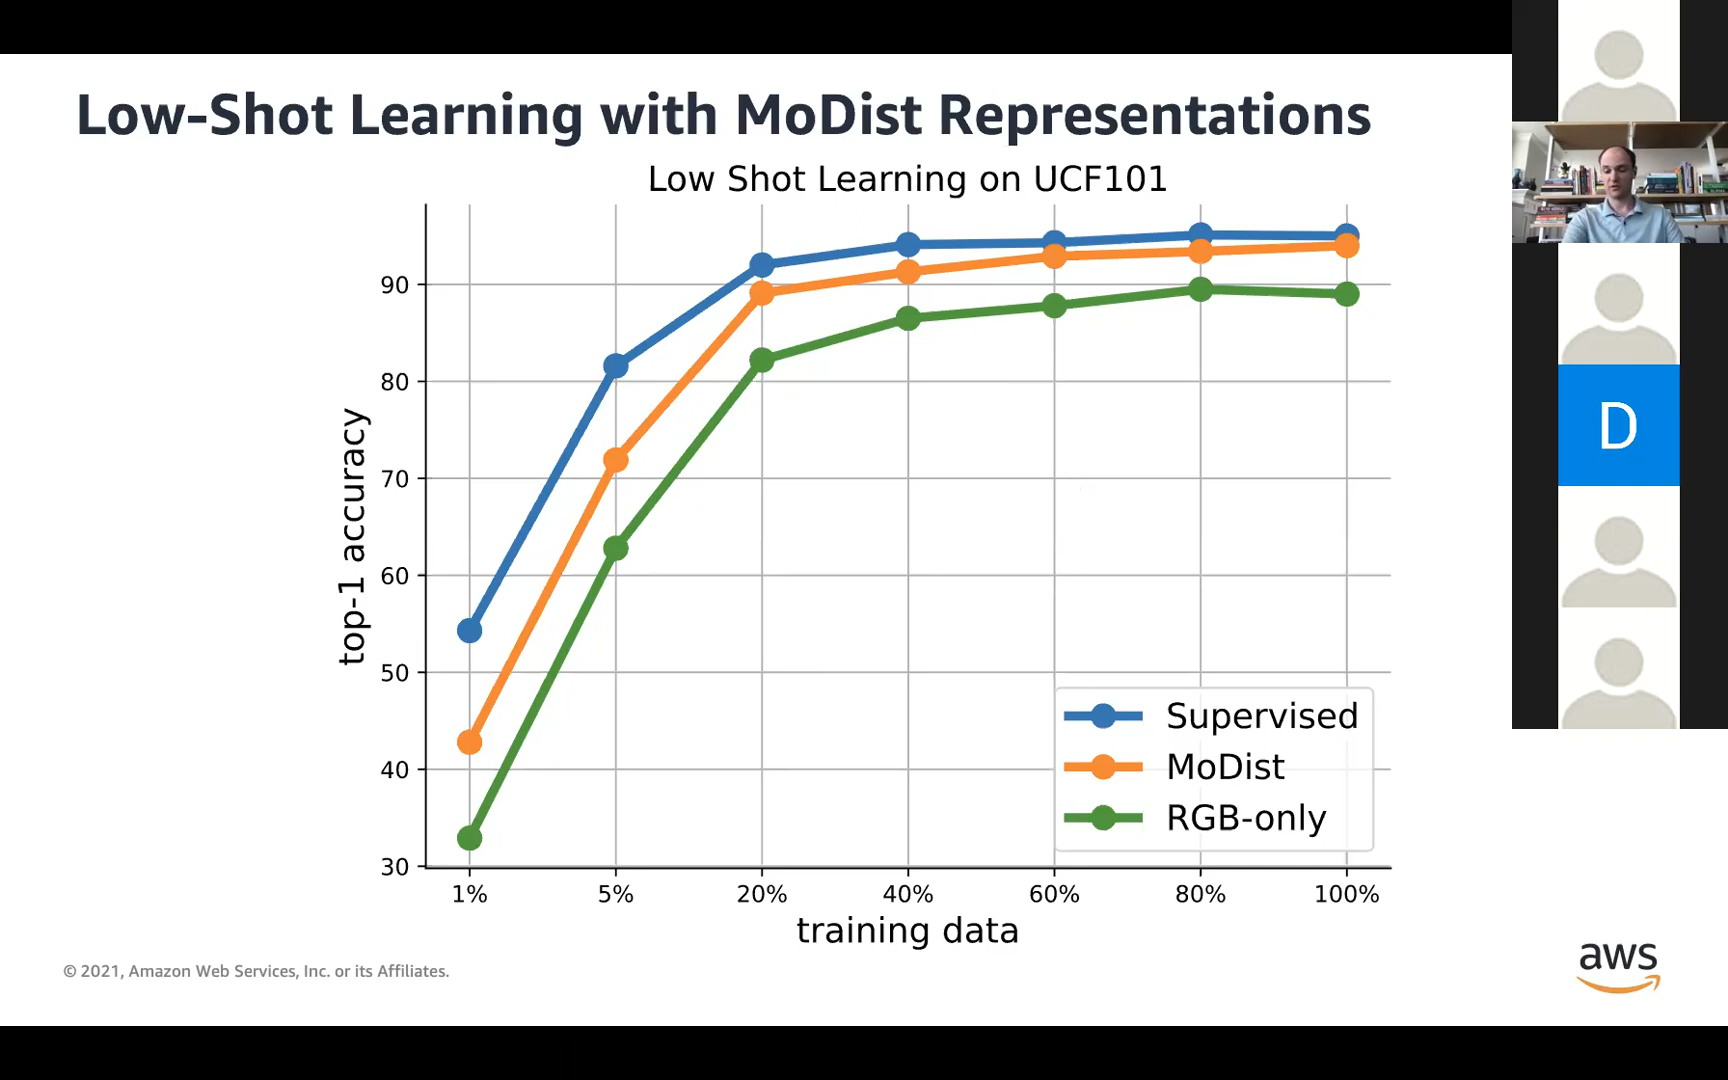 Low-Shot Learning with MoDist Representations
Low Shot Learning on UCF101
90
80
70
60
50
40
30
top-1 accuracy
Supervised
MoDist
RGB-only
1% 5% 20% 40% 60% 80% 100%
training data
© 2021, Amazon Web Services, Inc. or its Affiliates.
aws
D